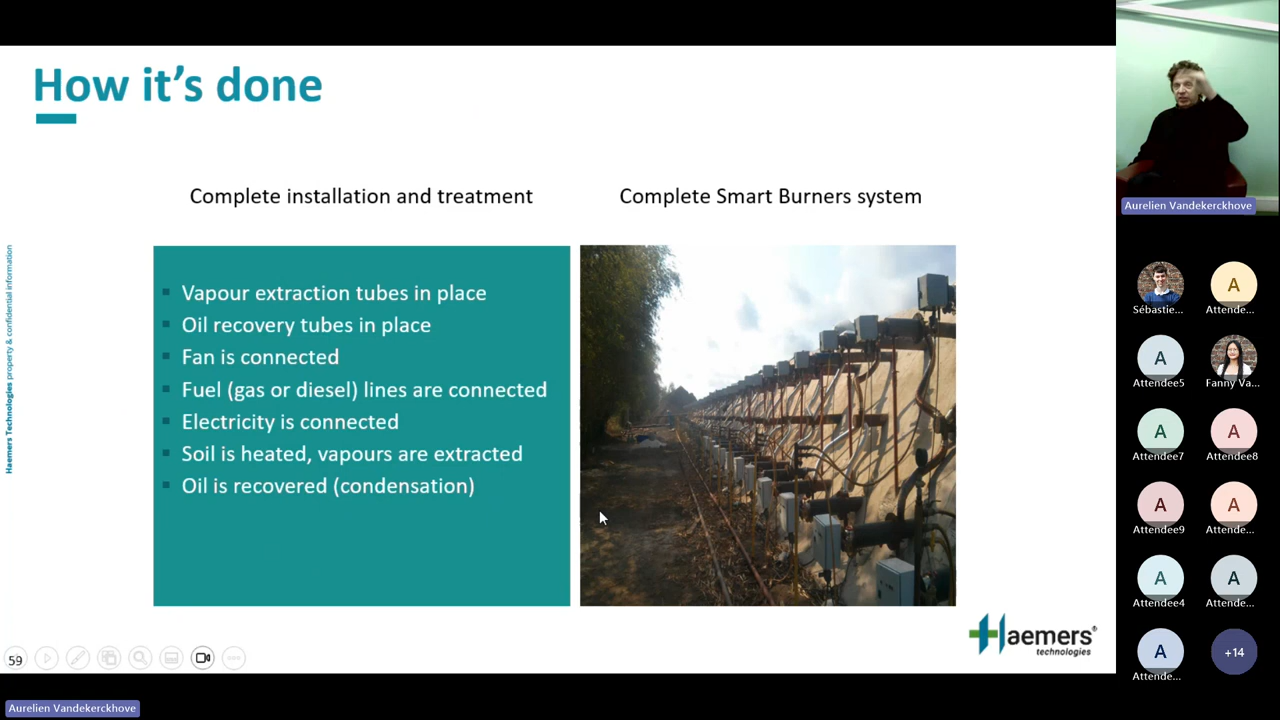 How it's done
Complete installation and treatment
Complete Smart Burners system
Vapour extraction tubes in place
Oil recovery tubes in place
Fan is connected
Fuel (gas or diesel) lines are connected
Electricity is connected
Soil is heated, vapours are extracted
Oil is recovered (condensation)
Haemers Technologies property & confidential information
Haemers®
technologies
59
Aurelien Vandekerckhove
Aurelien Vandekerckhove
Sébastie...
A
Attende...
A
Attendee5
Fanny Va...
A
Attendee7
A
Attendee8
A
Attendee9
A
Attende...
A
Attendee4
A
Attende...
A
Attende...
+14